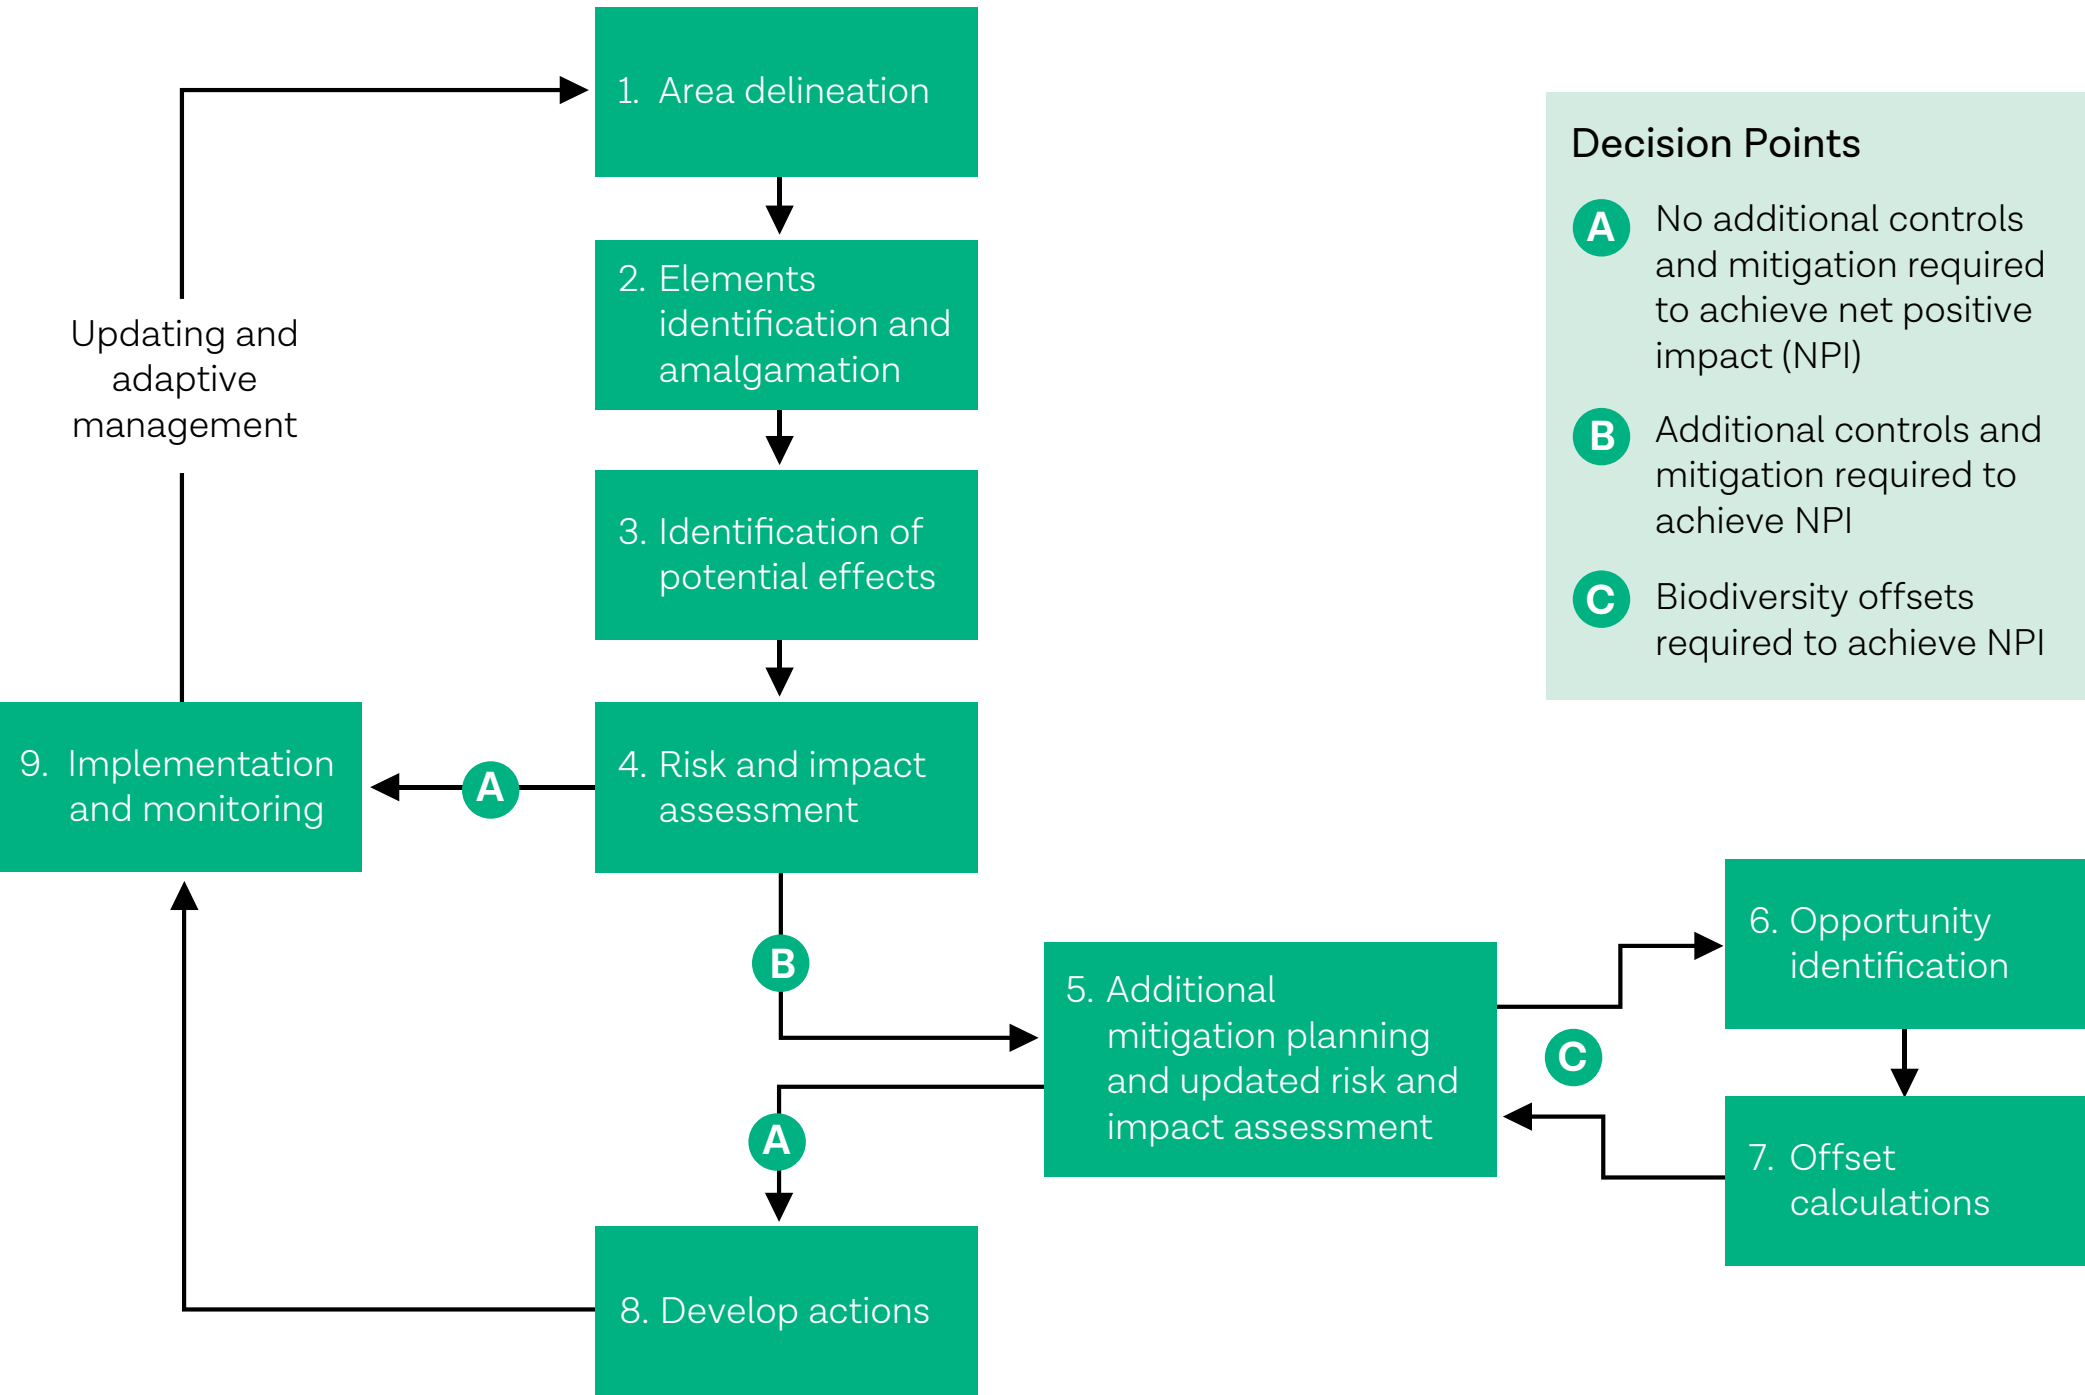 1. Area delineation
2. Elements
identification and
amalgamation
3. Identification of
potential effects
4. Risk and impact
assessment
Updating and
adaptive
management
9. Implementation
and monitoring
A
B
5. Additional
mitigation planning
and updated risk and
impact assessment
C
6. Opportunity
identification
7. Offset
calculations
A
8. Develop actions
Decision Points
A No additional controls
and mitigation required
to achieve net positive
impact (NPI)
B Additional controls and
mitigation required to
achieve NPI
C Biodiversity offsets
required to achieve NPI